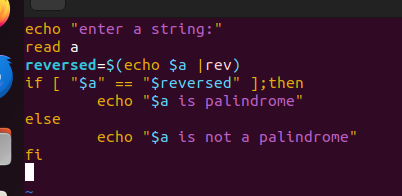 echo "enter a string:"
read a
reversed=$(echo $a |rev)
if [ "$a" == "$reversed" ];then
        echo "$a is palindrome"
else
        echo "$a is not a palindrome"
fi
~